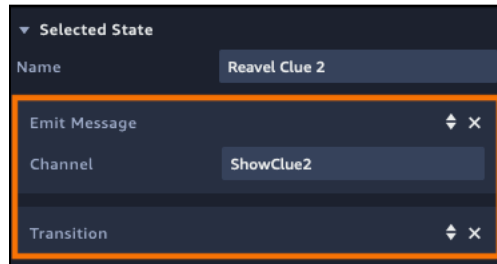 Selected State
Name Reavel Clue 2
Emit Message
Channel ShowClue2
Transition